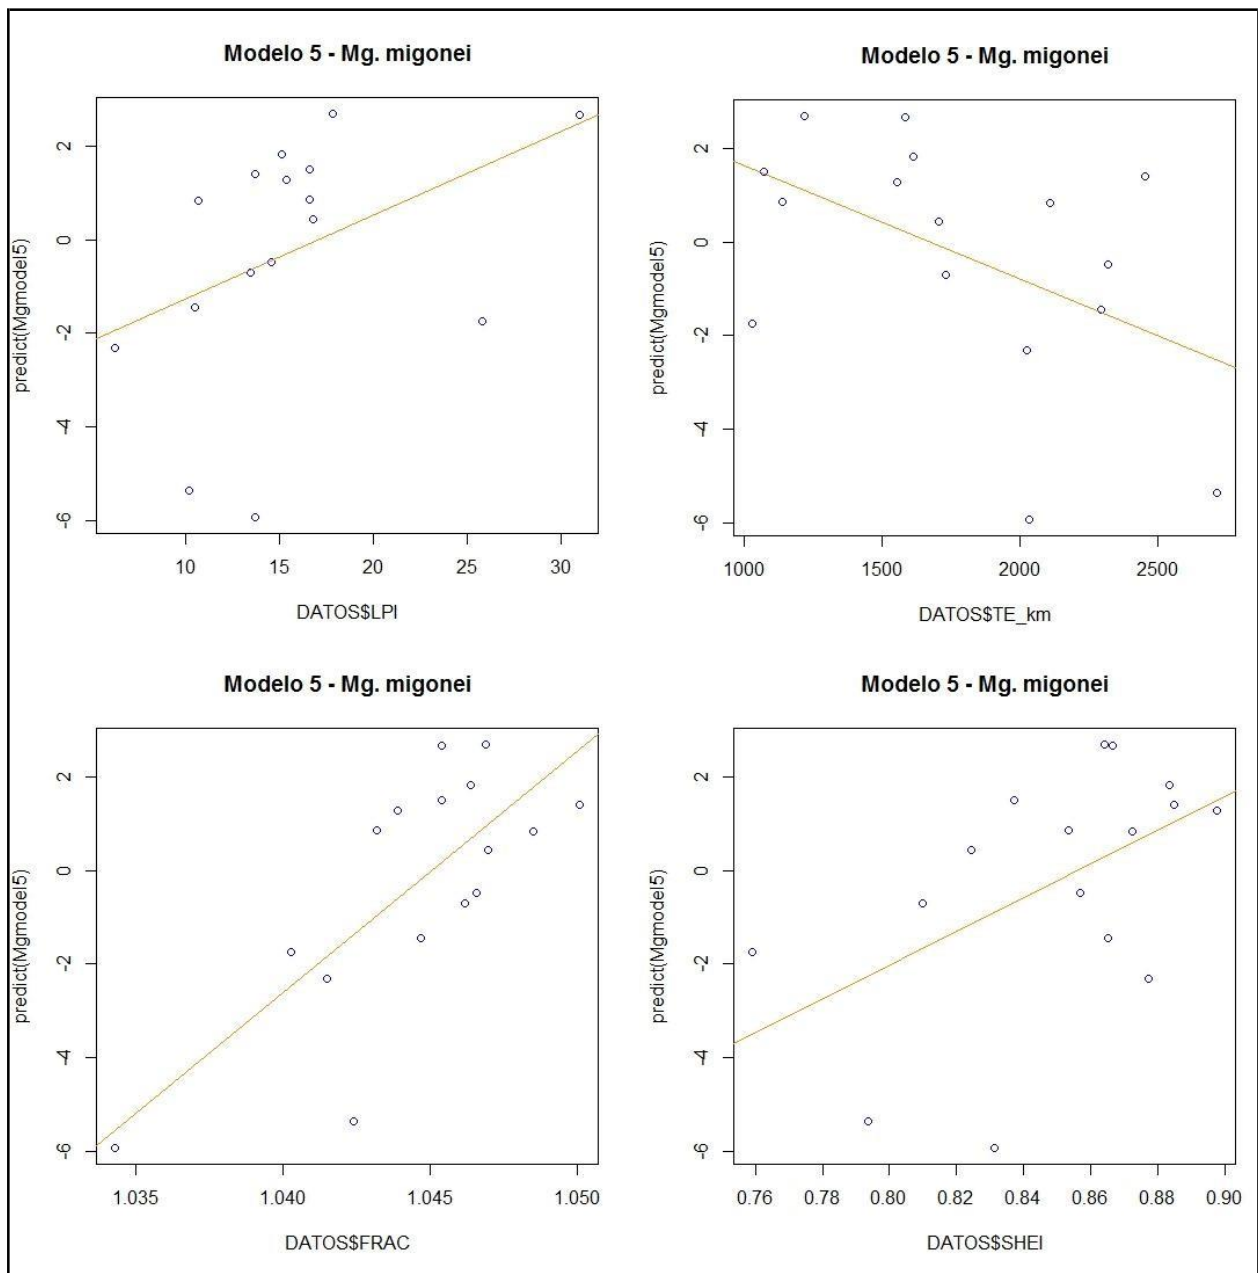 Modelo 5 - Mg. migonei
predict(Mgmodel5)
2
0
-2
-4
-6
10 15 20 25 30
DATOS$LPI
Modelo 5 - Mg. migonei
predict(Mgmodel5)
2
0
-2
-4
-6
1000 1500 2000 2500
DATOS$TE_km
Modelo 5 - Mg. migonei
predict(Mgmodel5)
2
0
-2
-4
-6
1.035 1.040 1.045 1.050
DATOS$FRAC
Modelo 5 - Mg. migonei
predict(Mgmodel5)
2
0
-2
-4
-6
0.76 0.78 0.80 0.82 0.84 0.86 0.88 0.90
DATOS$SHEI